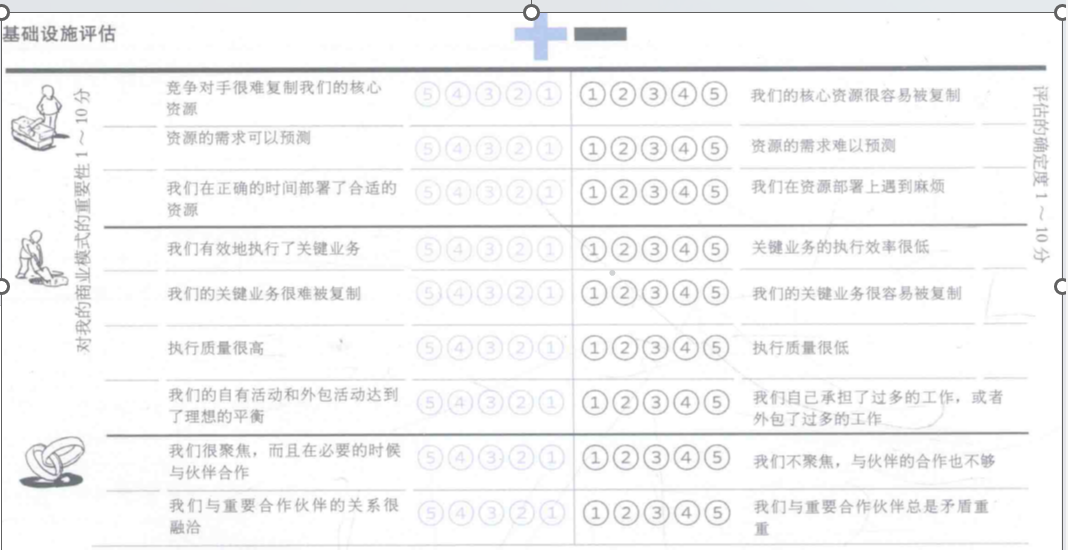 基础设施评估
对我的商业模式的重要性 1～10 分
评估的确定度 1～10 分
竞争对手很难复制我们的核心
资源
⑤④③②① ①②③④⑤ 我们的核心资源很容易被复制
资源的需求可以预测 ⑤④③②① ①②③④⑤ 资源的需求难以预测
我们在正确的时间部署了合适的
资源
⑤④③②① ①②③④⑤ 我们在资源部署上遇到麻烦
我们有效地执行了关键业务 ⑤④③②① ①②③④⑤ 关键业务的执行效率很低
我们的关键业务很难被复制 ⑤④③②① ①②③④⑤ 我们的关键业务很容易被复制
执行质量很高 ⑤④③②① ①②③④⑤ 执行质量很低
我们的自有活动和外包活动达到
了理想的平衡
⑤④③②① ①②③④⑤
我们自己承担了过多的工作，或者
外包了过多的工作
我们很聚焦，而且在必要的时候
与伙伴合作
⑤④③②① ①②③④⑤ 我们不聚焦，与伙伴的合作也不够
我们与重要合作伙伴的关系很
融洽
⑤④③②① ①②③④⑤
我们与重要合作伙伴总是矛盾重
重